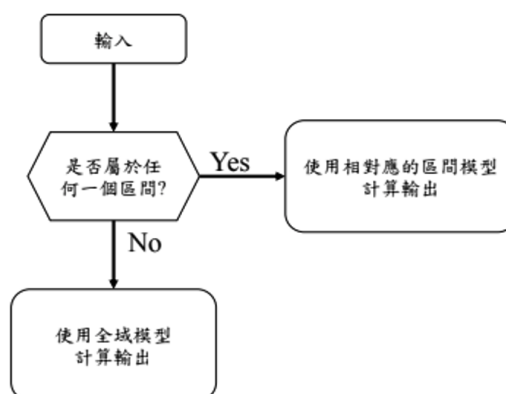 輸入
是否屬於任
何一個區間?
Yes
使用相對應的區間模型
計算輸出
No
使用全域模型
計算輸出